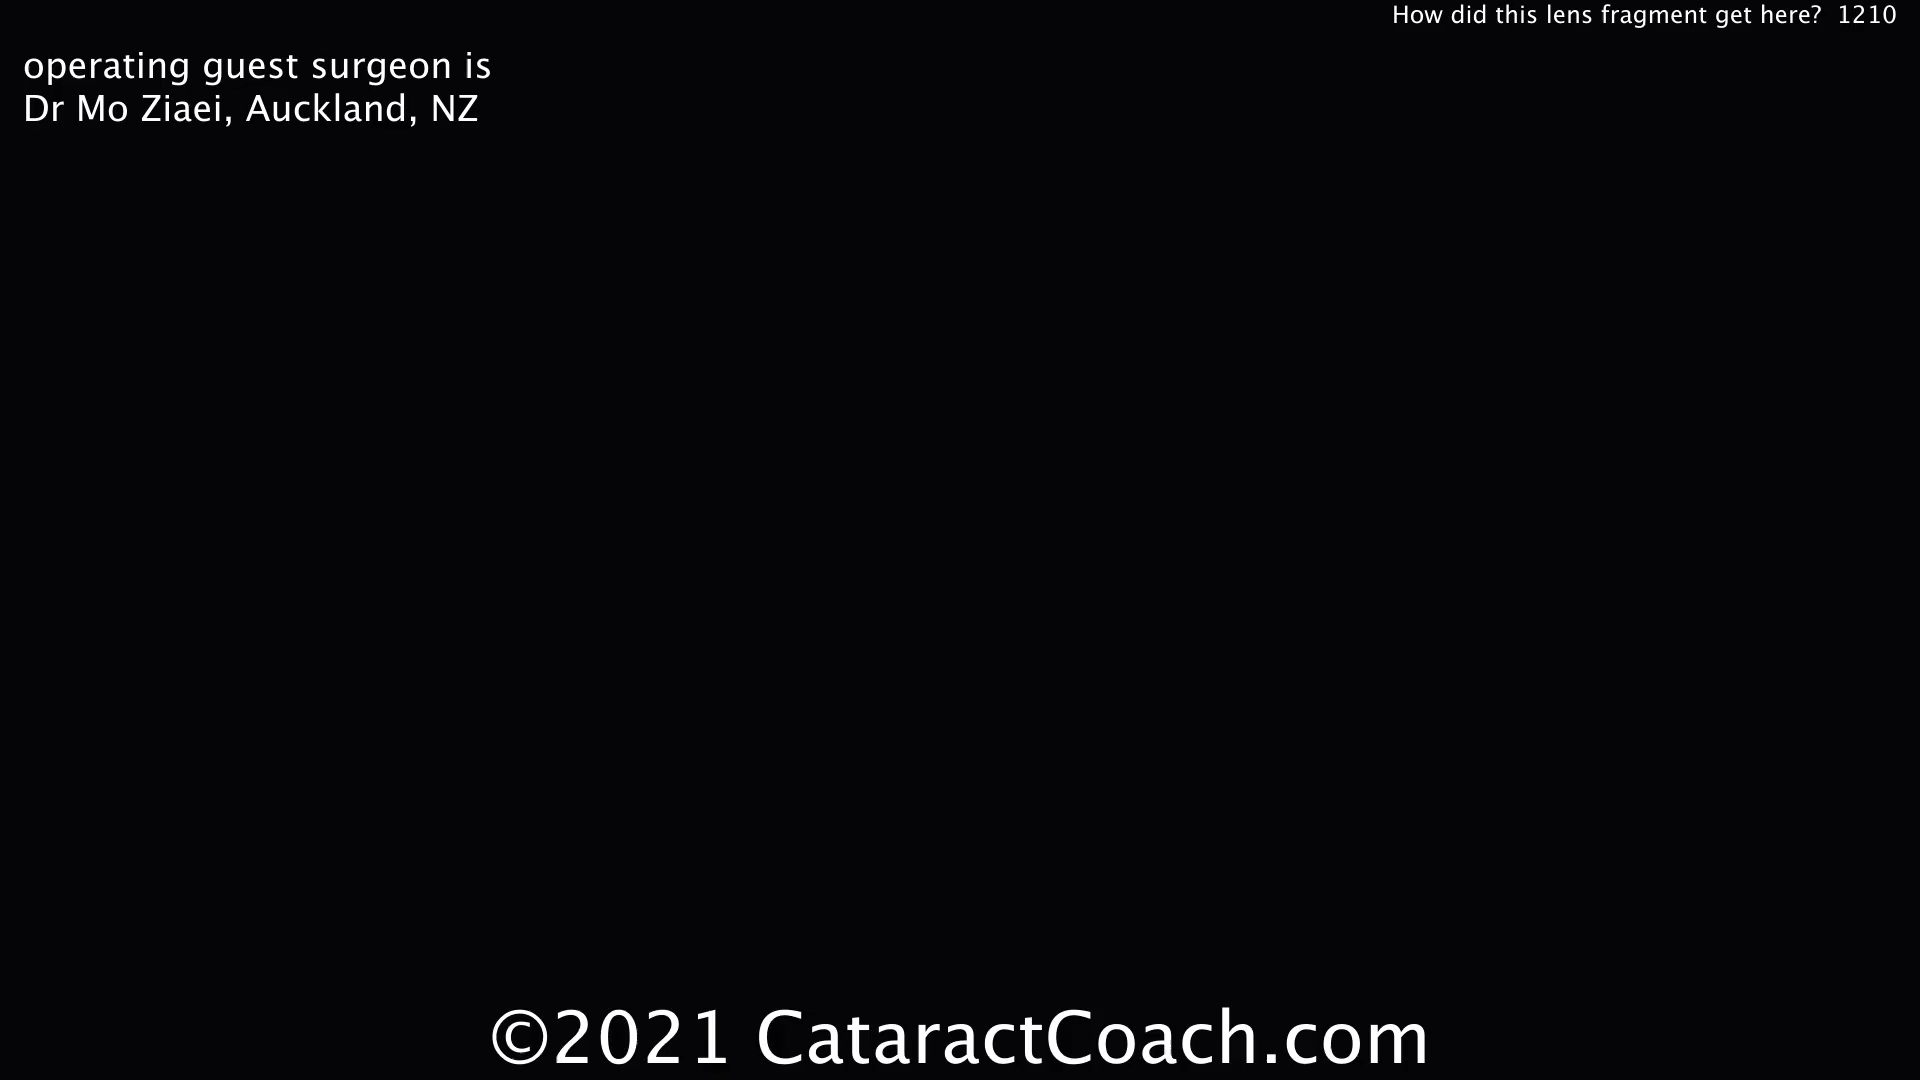 How did this lens fragment get here? 1210
operating guest surgeon is
Dr Mo Ziaei, Auckland, NZ
©2021 CataractCoach.com